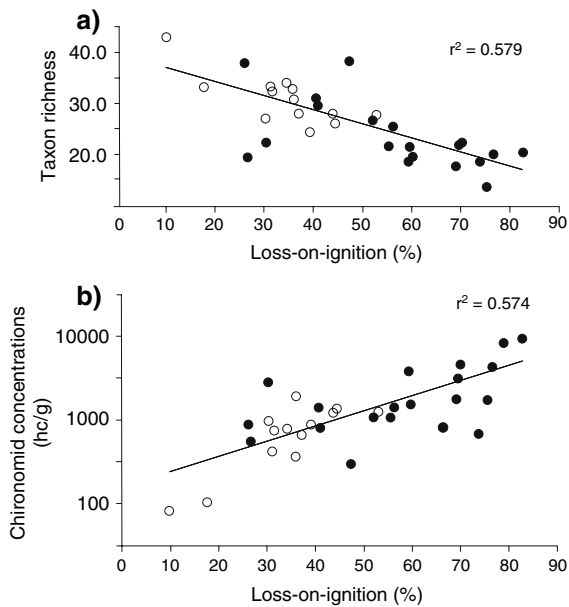 a)
r² = 0.579
Taxon richness
40.0
30.0
20.0
0 10 20 30 40 50 60 70 80 90
Loss-on-ignition (%)
b)
r² = 0.574
Chironomid concentrations
(hc/g)
10000
1000
100
0 10 20 30 40 50 60 70 80 90
Loss-on-ignition (%)